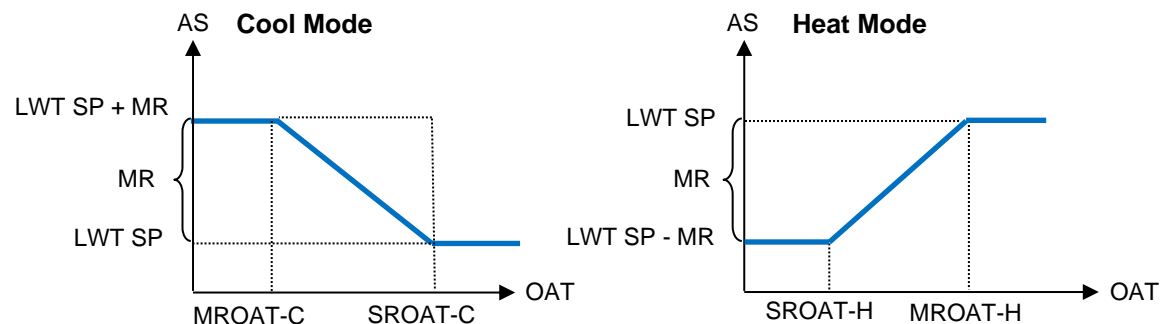 AS
Cool Mode
LWT SP + MR
MR
LWT SP
OAT
MROAT-C
SROAT-C
AS
Heat Mode
LWT SP
MR
LWT SP - MR
OAT
SROAT-H
MROAT-H